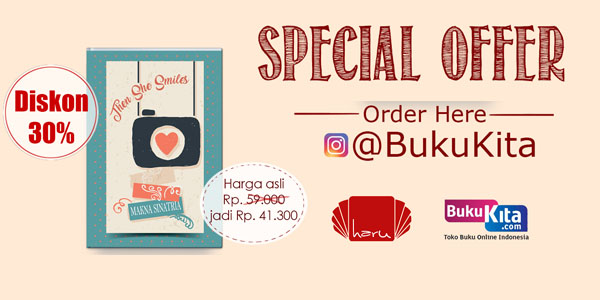 SPECIAL OFFER
Order Here
@BukuKita
Diskon
30%
Then She Smiles
MAKNA SINATRIA
Harga asli
Rp. 59.000
jadi Rp. 41.300
haru
BukuKita
.com
Toko Buku Online Indonesia